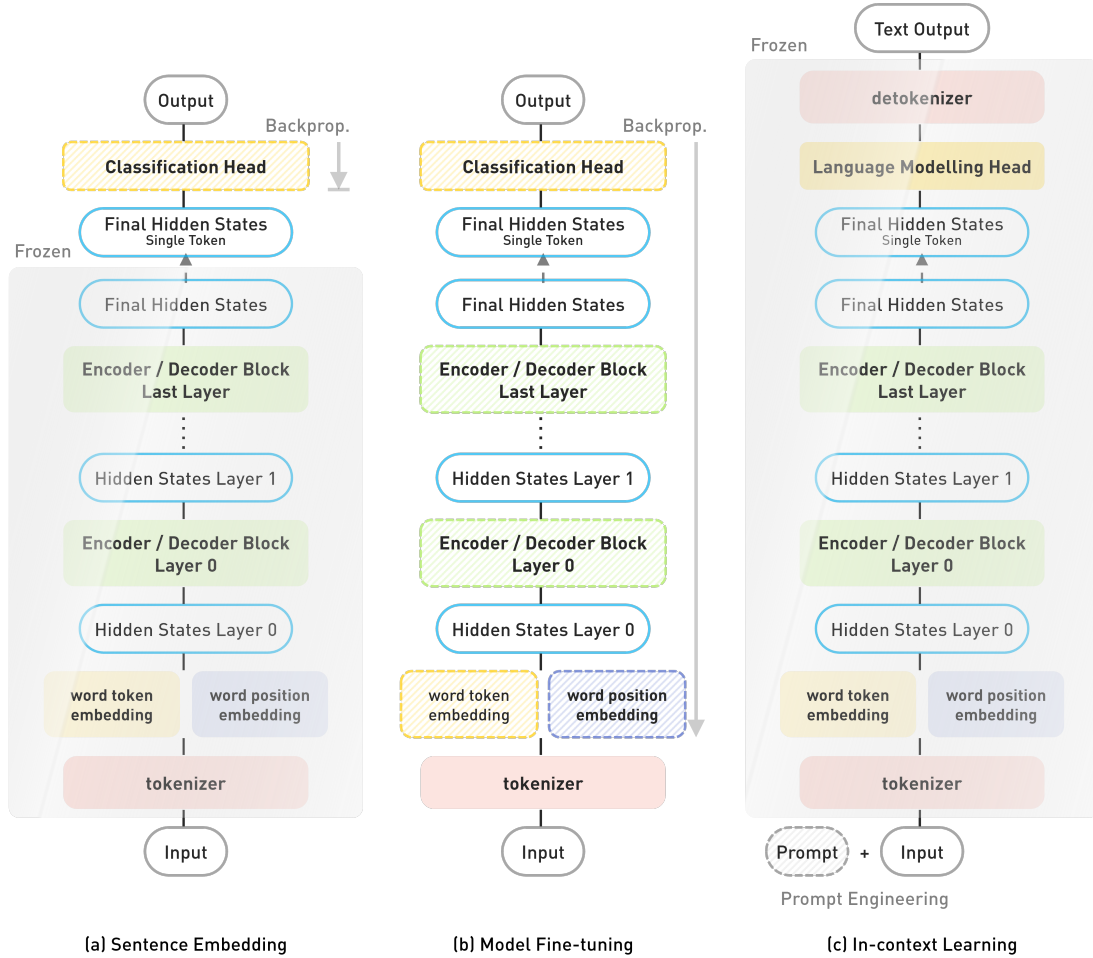 Output
Backprop.
Classification Head
Final Hidden States
Single Token
Frozen
Final Hidden States
Encoder / Decoder Block
Last Layer
Hidden States Layer 1
Encoder / Decoder Block
Layer 0
Hidden States Layer 0
word token
embedding
word position
embedding
tokenizer
Input
(a) Sentence Embedding
Output
Backprop.
Classification Head
Final Hidden States
Single Token
Final Hidden States
Encoder / Decoder Block
Last Layer
Hidden States Layer 1
Encoder / Decoder Block
Layer 0
Hidden States Layer 0
word token
embedding
word position
embedding
tokenizer
Input
(b) Model Fine-tuning
Text Output
Frozen
detokenizer
Language Modelling Head
Final Hidden States
Single Token
Final Hidden States
Encoder / Decoder Block
Last Layer
Hidden States Layer 1
Encoder / Decoder Block
Layer 0
Hidden States Layer 0
word token
embedding
word position
embedding
tokenizer
Prompt + Input
Prompt Engineering
(c) In-context Learning